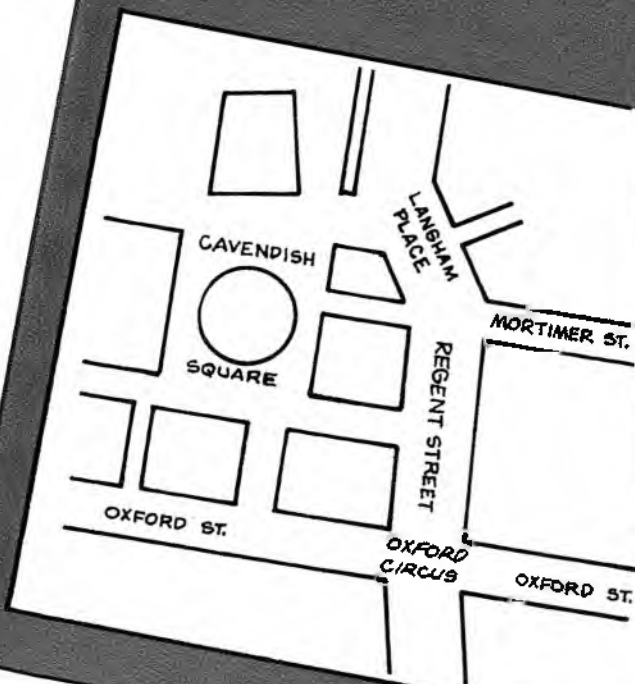 LANGHAM
PLACE
CAVENDISH
SQUARE
MORTIMER ST.
REGENT STREET
OXFORD ST.
OXFORD
CIRCUS
OXFORD ST.